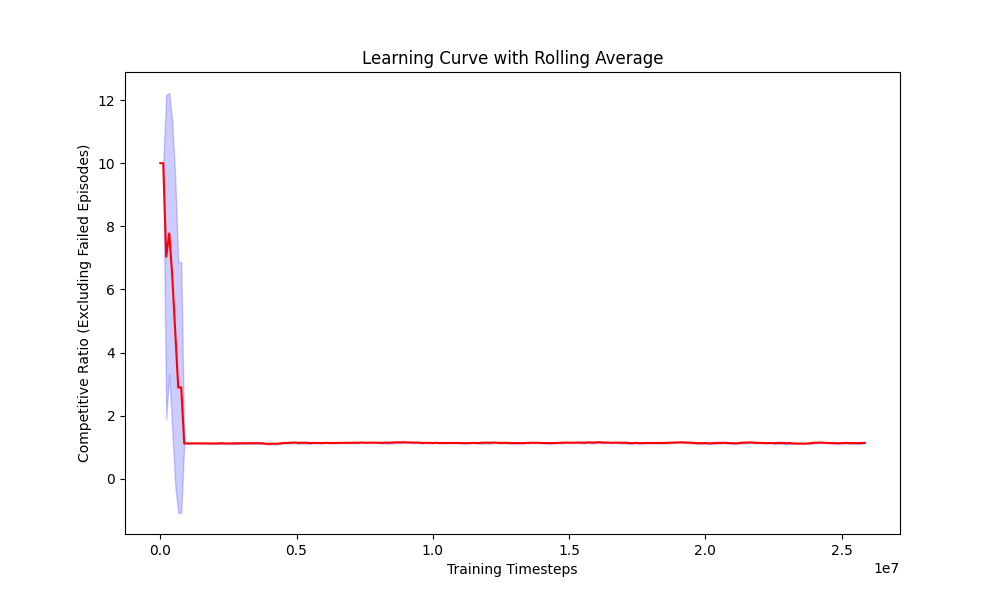 Learning Curve with Rolling Average
Competitive Ratio (Excluding Failed Episodes)
12
10
8
6
4
2
0
0.0 0.5 1.0 1.5 2.0 2.5
1e7
Training Timesteps